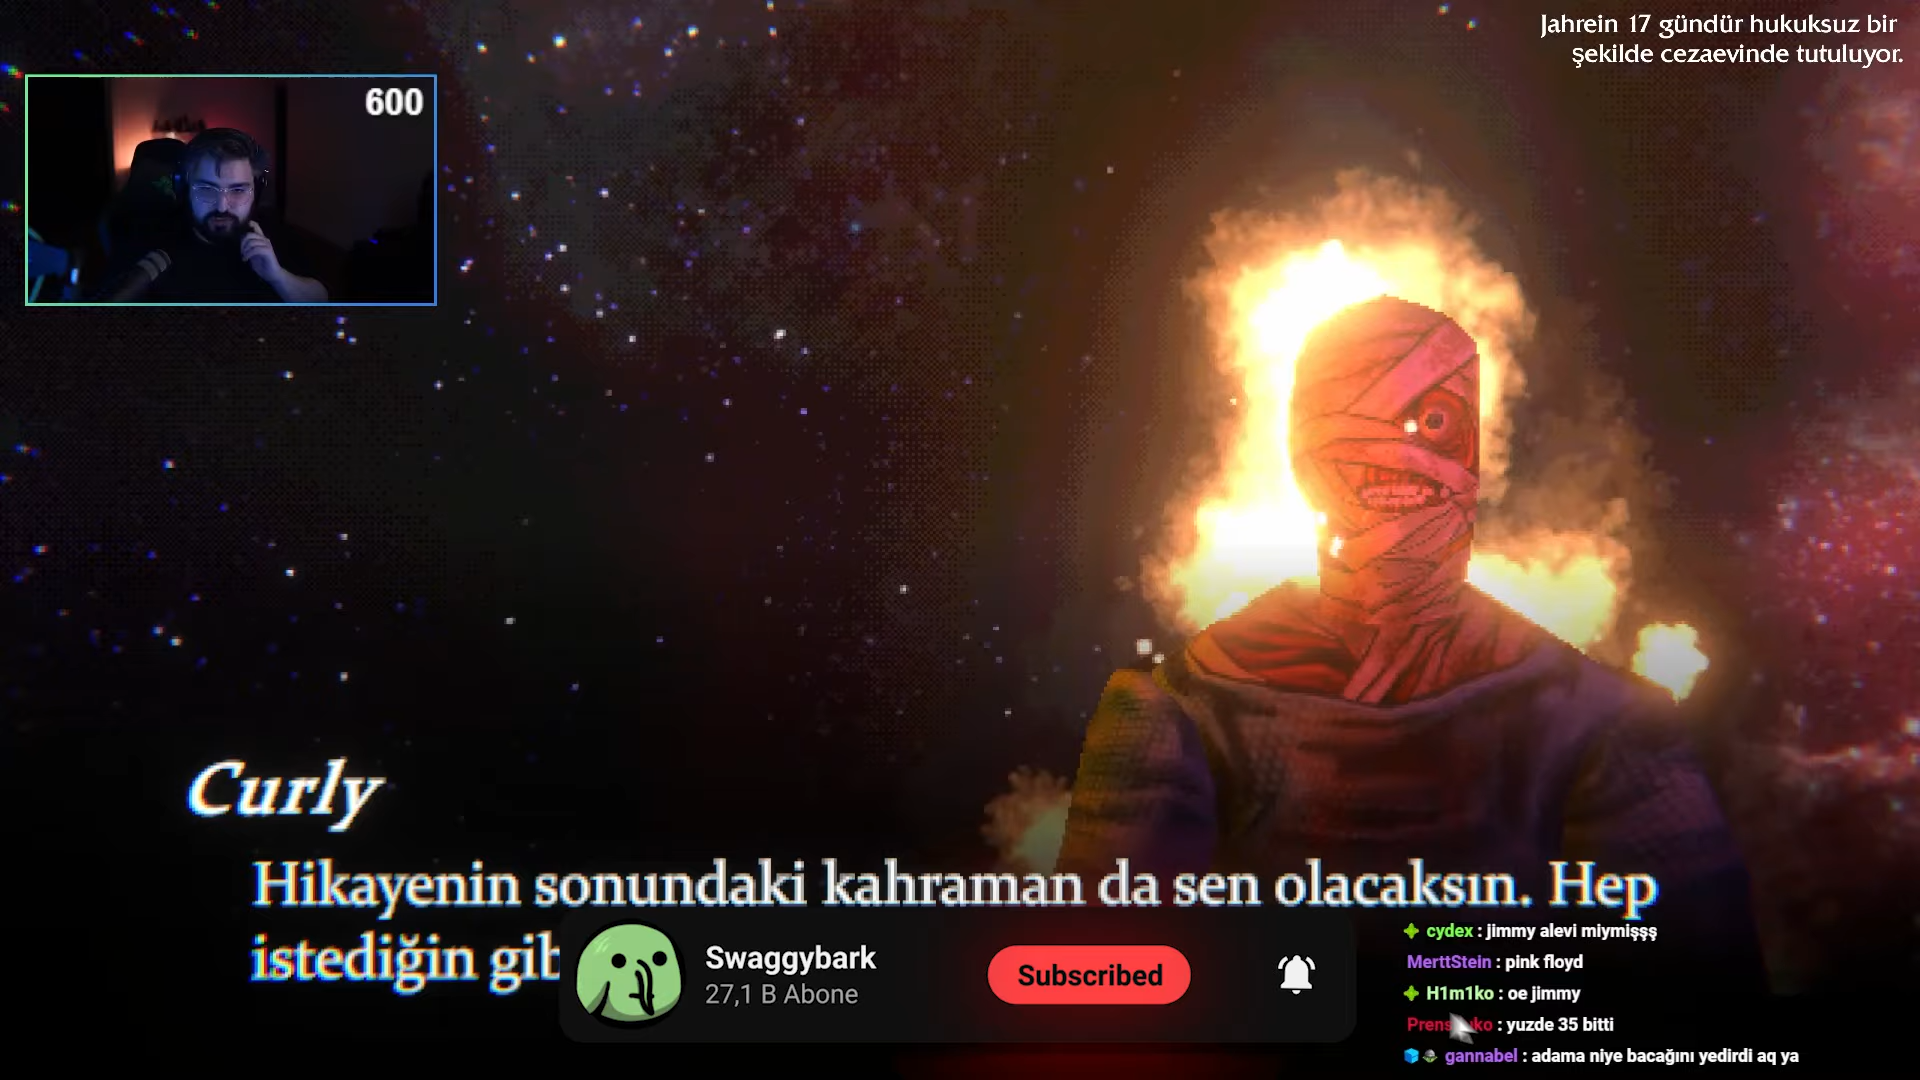 Jahrein 17 gündür hukuksuz bir
şekilde cezaevinde tutuluyor.
600
Curly
Hikayenin sonundaki kahraman da sen olacaksın. Hep
istediğin gib
Swaggybark
27,1 B Abone
Subscribed
cydex : jimmy alevi miymişşş
MerttStein : pink floyd
H1m1ko : oe jimmy
: yuzde 35 bitti
gannabel : adama niye bacağını yedirdi aq ya